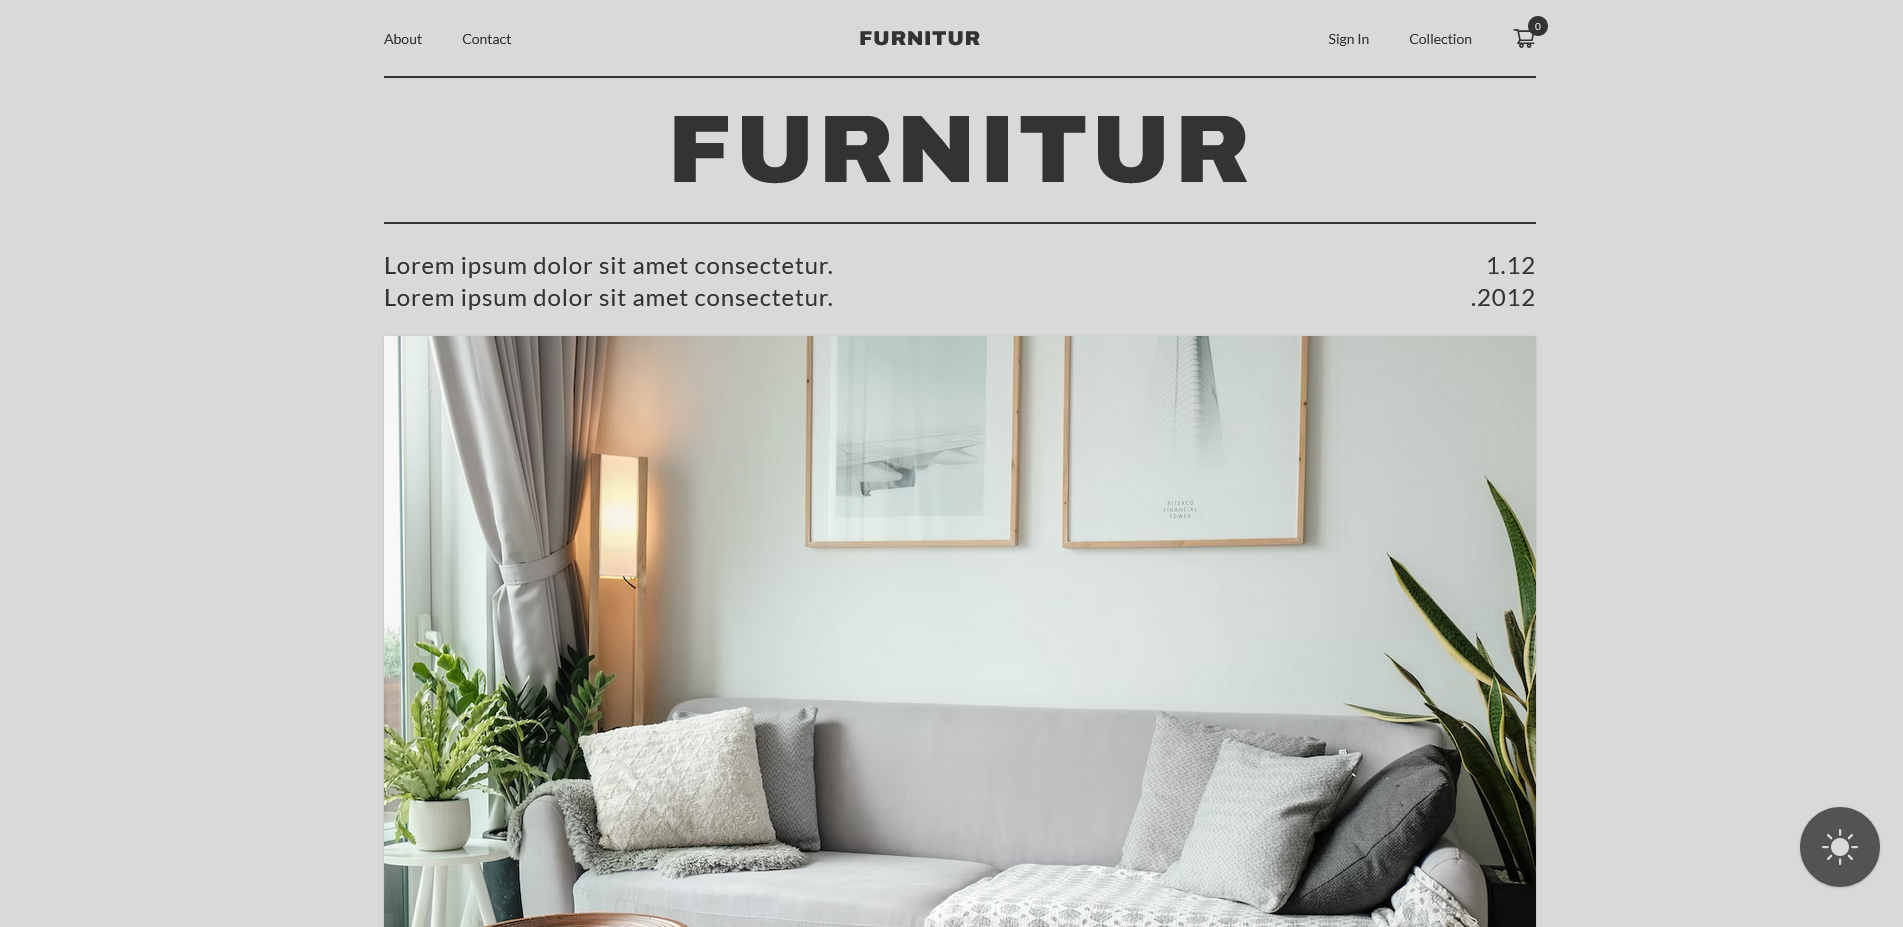 About Contact FURNITUR Sign In Collection 0
FURNITUR
Lorem ipsum dolor sit amet consectetur. 1.12
Lorem ipsum dolor sit amet consectetur. .2012
BITEXCO
FINANCIAL
TOWER